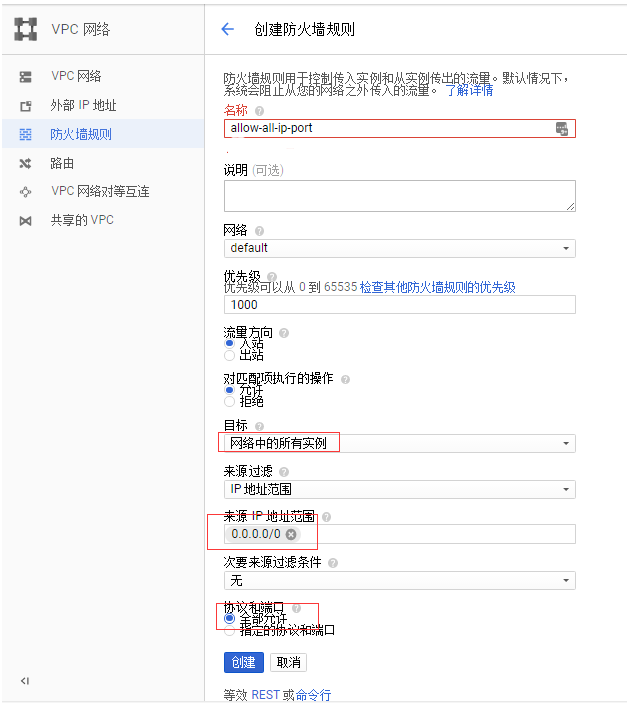 VPC 网络
创建防火墙规则
VPC 网络
外部 IP 地址
防火墙规则
路由
VPC 网络对等互连
共享的 VPC
防火墙规则用于控制传入实例和从实例传出的流量。默认情况下，
系统会阻止从您的网络之外传入的流量。 了解详情
名称
allow-all-ip-port
说明 (可选)
网络
default
优先级
优先级可以从 0 到 65535 检查其他防火墙规则的优先级
1000
流量方向
入站
出站
对匹配项执行的操作
允许
拒绝
目标
网络中的所有实例
来源过滤
IP 地址范围
来源 IP 地址范围
0.0.0.0/0
次要来源过滤条件
无
协议和端口
全部允许
指定的协议和端口
创建 取消
等效 REST 或命令行